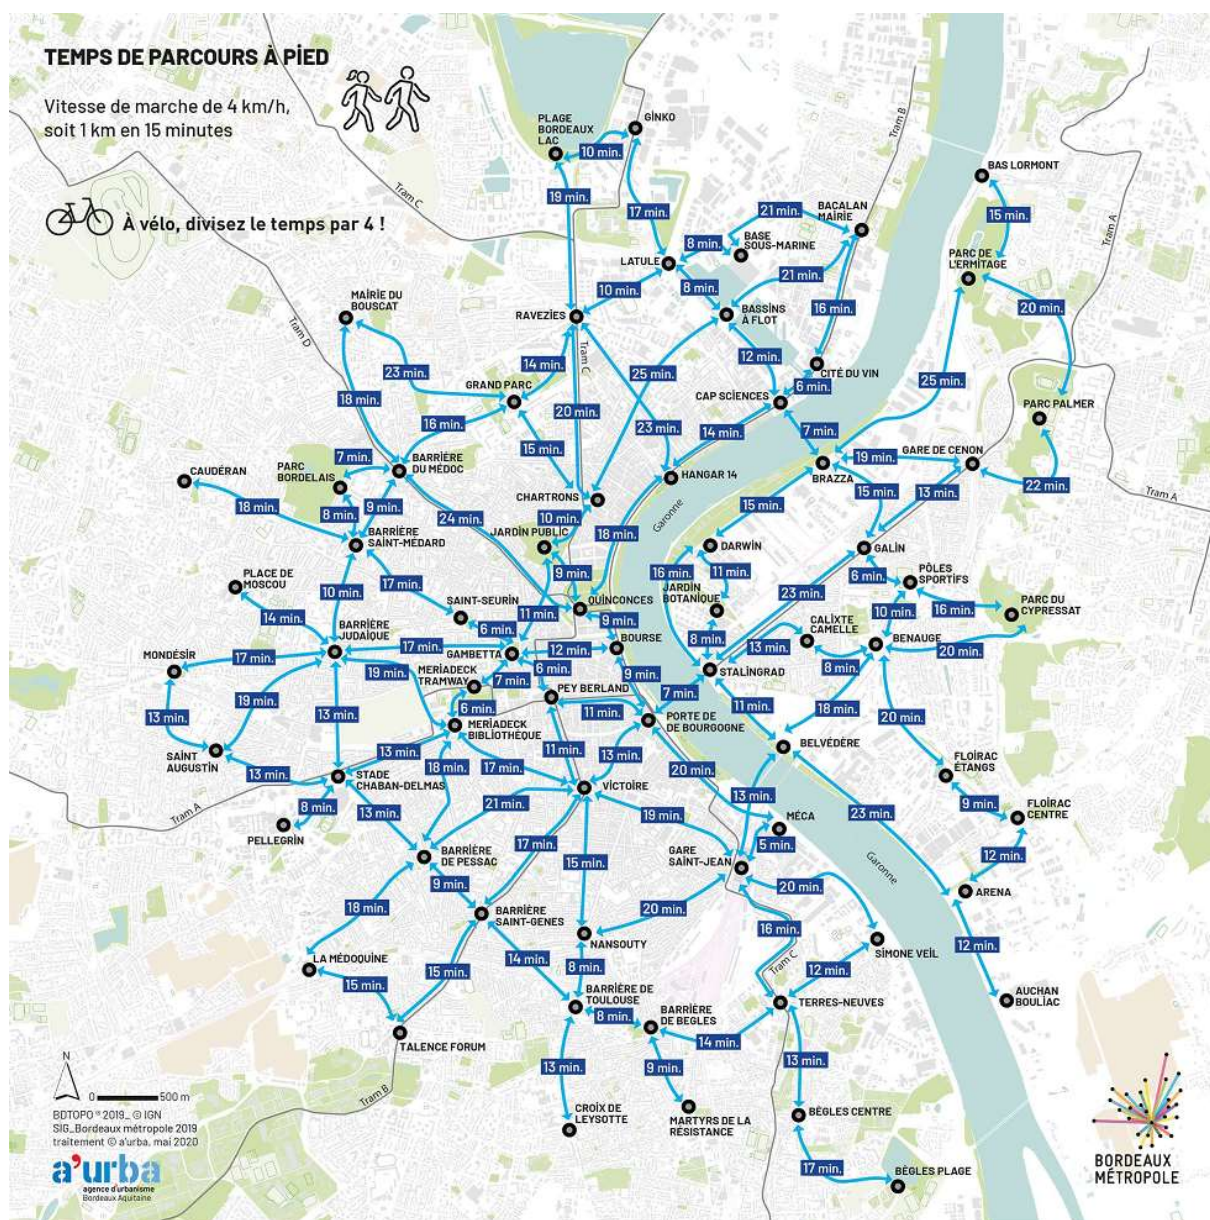 TEMPS DE PARCOURS À PIED
Vitesse de marche de 4 km/h,
soit 1 km en 15 minutes
À vélo, divisez le temps par 4 !
PLAGE
BORDEAUX
LAC
GINKO
10 min.
19 min.
17 min.
Tram C
Tram B
BAS LORMONT
15 min.
Tram A
BACALAN
MAIRIE
21 min.
8 min.
BASE
SOUS-MARINE
LATULE
21 min.
PARC DE
L'ERMITAGE
10 min.
8 min.
MAIRIE DU
BOUSCAT
RAVEZIES
BASSINS
À FLOT
16 min.
20 min.
Tram D
Tram C
14 min.
12 min.
CITÉ DU VIN
23 min.
25 min.
6 min.
25 min.
GRAND PARC
CAP SCIENCES
18 min.
20 min.
PARC PALMER
16 min.
23 min.
14 min.
7 min.
15 min.
GARE DE CENON
19 min.
7 min.
BARRIÈRE
DU MÉDOC
CAUDÉRAN
PARC
BORDELAIS
HANGAR 14
BRAZZA
22 min.
15 min.
13 min.
Tram A
CHARTRONS
18 min.
8 min.
9 min.
24 min.
10 min.
JARDIN PUBLIC
18 min.
Garonne
15 min.
BARRIÈRE
SAINT-MÉDARD
DARWIN
GALIN
PLACE DE
MOSCOU
17 min.
9 min.
16 min.
11 min.
6 min.
PÔLES
SPORTIFS
JARDIN
BOTANIQUE
23 min.
10 min.
SAINT-SEURIN
QUINCONCES
10 min.
16 min.
PARC DU
CYPRESSAT
14 min.
BARRIÈRE
JUDAÏQUE
11 min.
9 min.
CALIXTE
CAMELLE
6 min.
BOURSE
8 min.
13 min.
BENAUGE
20 min.
MONDÉSIR
17 min.
17 min.
GAMBETTA
12 min.
8 min.
19 min.
MERIADECK
TRAMWAY
7 min.
6 min.
9 min.
STALINGRAD
19 min.
6 min.
PEY BERLAND
7 min.
11 min.
18 min.
13 min.
13 min.
11 min.
PORTE DE
DE BOURGOGNE
20 min.
MERIADECK
BIBLIOTHÈQUE
BELVÉDÈRE
SAINT
AUGUSTIN
13 min.
11 min.
13 min.
FLOIRAC
ÉTANGS
13 min.
STADE
CHABAN-DELMAS
18 min.
17 min.
20 min.
VICTOIRE
13 min.
9 min.
FLOIRAC
CENTRE
8 min.
21 min.
Tram A
13 min.
19 min.
MÉCA
23 min.
PELLEGRIN
17 min.
5 min.
BARRIÈRE
DE PESSAC
GARE
SAINT-JEAN
15 min.
12 min.
Garonne
9 min.
20 min.
ARENA
18 min.
BARRIÈRE
SAINT-GENES
20 min.
16 min.
NANSOUTY
SIMONE VEIL
12 min.
LA MÉDOQUINE
14 min.
8 min.
Tram C
12 min.
15 min.
15 min.
BARRIÈRE DE
TOULOUSE
AUCHAN
BOULIAC
8 min.
BARRIÈRE
DE BEGLES
TERRES-NEUVES
TALENCE FORUM
14 min.
13 min.
9 min.
13 min.
Tram B
CROIX DE
LEYSOTTE
MARTYRS DE LA
RÉSISTANCE
BÈGLES CENTRE
17 min.
BÈGLES PLAGE
N
0
500 m
BDTOPO ® 2019_ © IGN
SIG_Bordeaux métropole 2019
traitement © a'urba, mai 2020
a'urba
agence d'urbanisme
Bordeaux Aquitaine
BORDEAUX
MÉTROPOLE